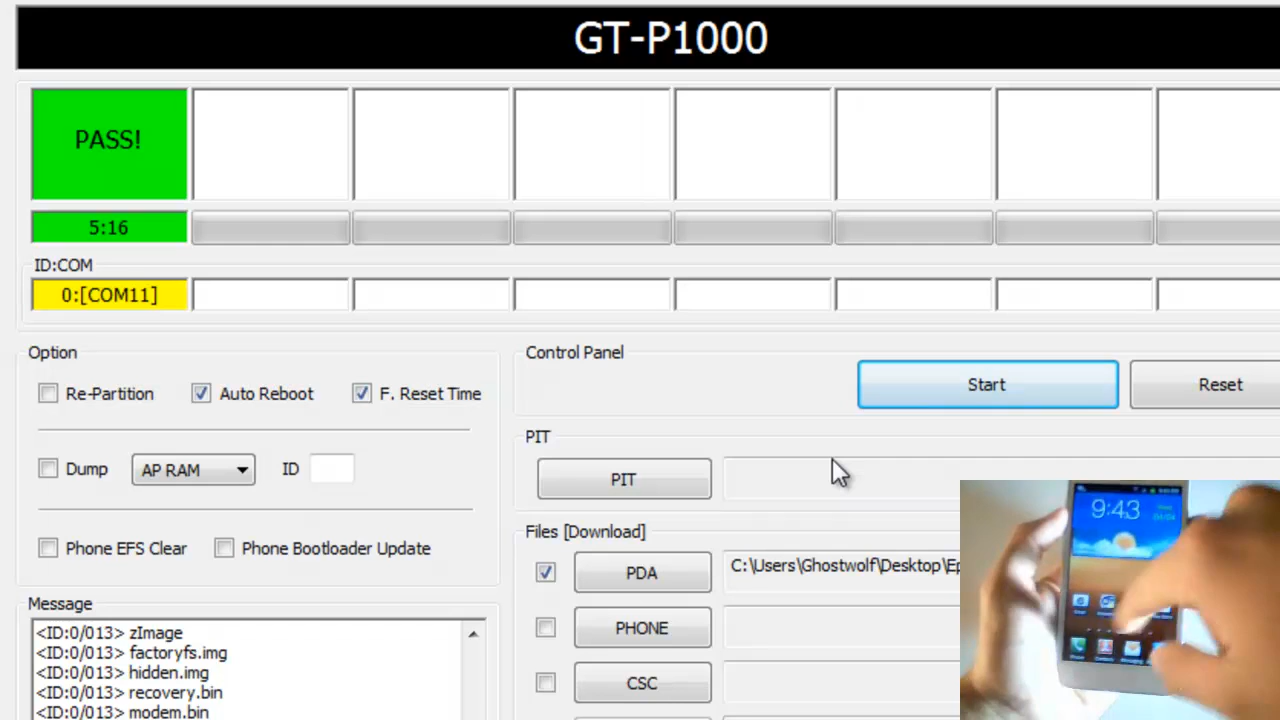 GT-P1000
PASS!
5:16
ID:COM
0:[COM11]
Option
Re-Partition
Auto Reboot
F. Reset Time
Dump
AP RAM
ID
Phone EFS Clear
Phone Bootloader Update
Message
<ID:0/013> zImage
<ID:0/013> factoryfs.img
<ID:0/013> hidden.img
<ID:0/013> recovery.bin
<ID:0/013> modem.bin
Control Panel
Start
Reset
PIT
PIT
Files [Download]
PDA
C:\Users\Ghostwolf\Desktop\Ep
PHONE
CSC
9:43